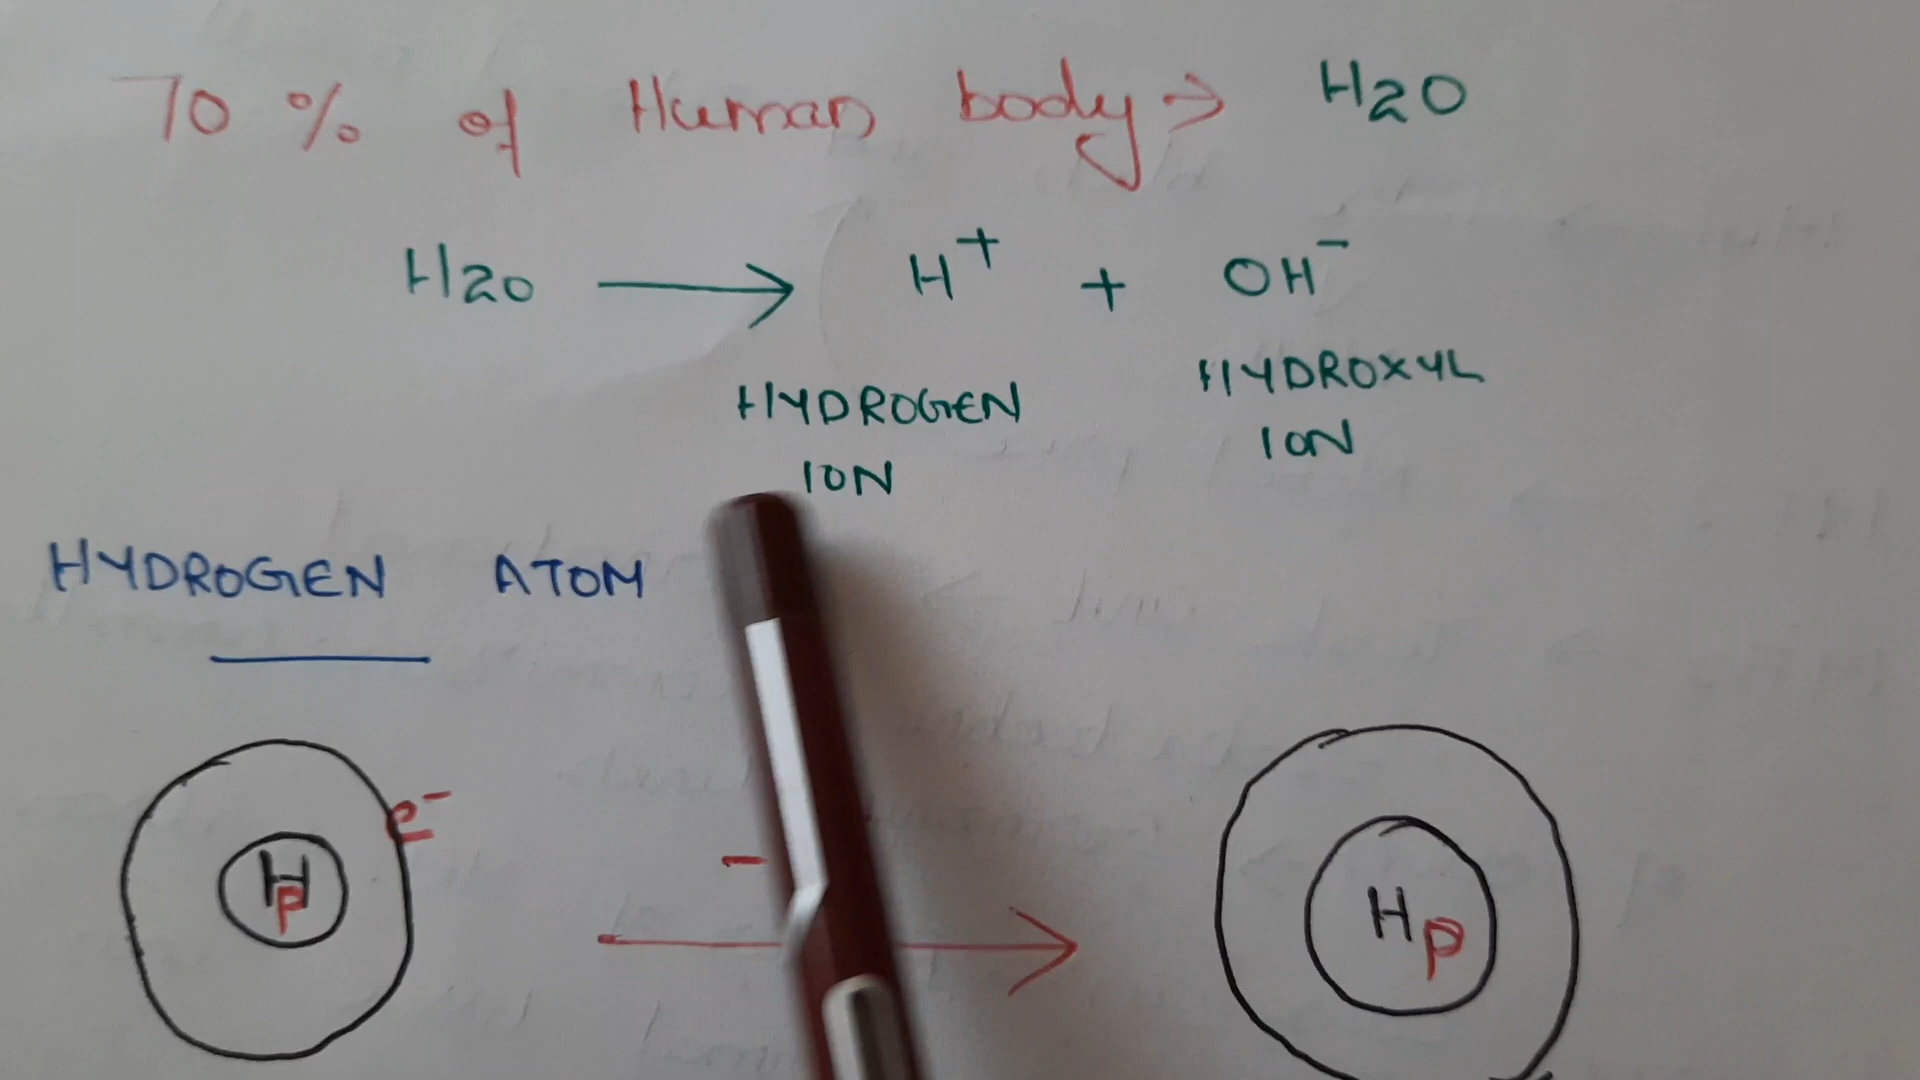 70 % of Human body → H2O
H2O → H+ + OH-
HYDROGEN ION
HYDROXYL ION
HYDROGEN ATOM
e-
H
P
-
H
P